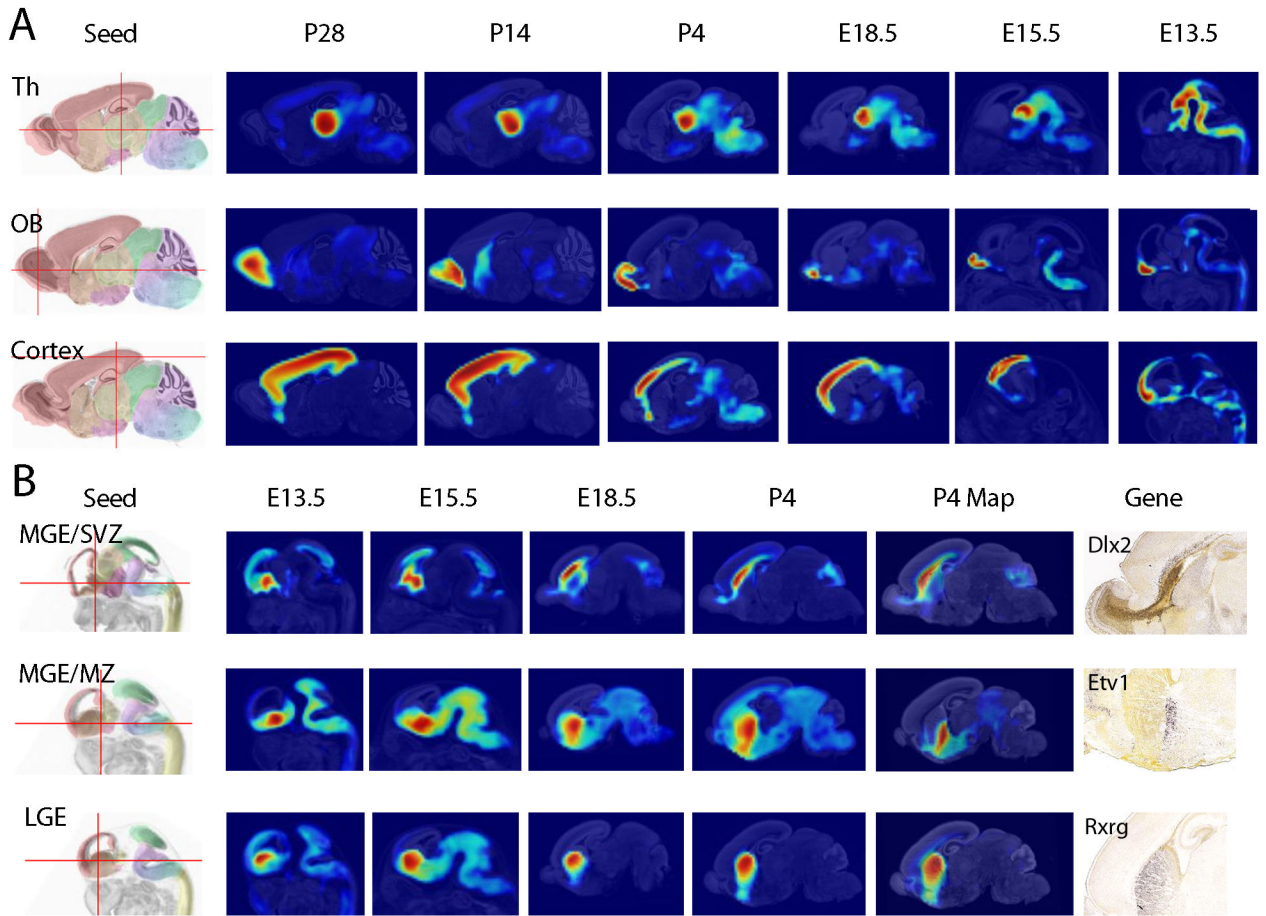 A
Seed P28 P14 P4 E18.5 E15.5 E13.5
Th
OB
Cortex
B
Seed E13.5 E15.5 E18.5 P4 P4 Map Gene
MGE/SVZ
Dlx2
MGE/MZ
Etv1
LGE
Rxrg